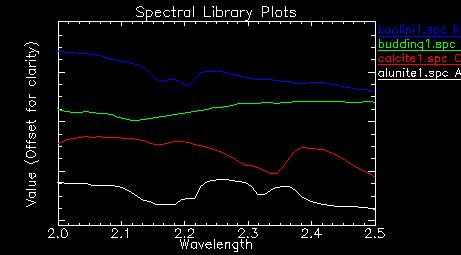 Spectral Library Plots
kaolini1.spc K
budding1.spc
calcite1.spc C
alunite1.spc A
Value (Offset for clarity)
2.0 2.1 2.2 2.3 2.4 2.5
Wavelength